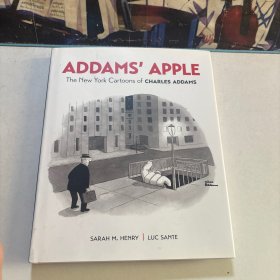 ADDAMS' APPLE
The New York Cartoons of CHARLES ADDAMS
SARAH M. HENRY | LUC SANTE